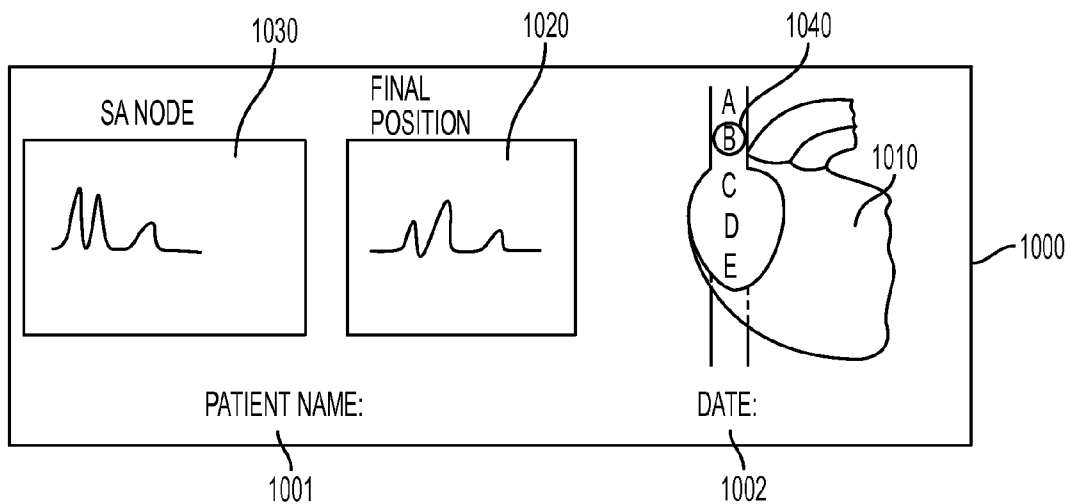 1030
1020
1040
SA NODE
FINAL
POSITION
A
B
C
D
E
1010
1000
PATIENT NAME:
DATE:
1001
1002